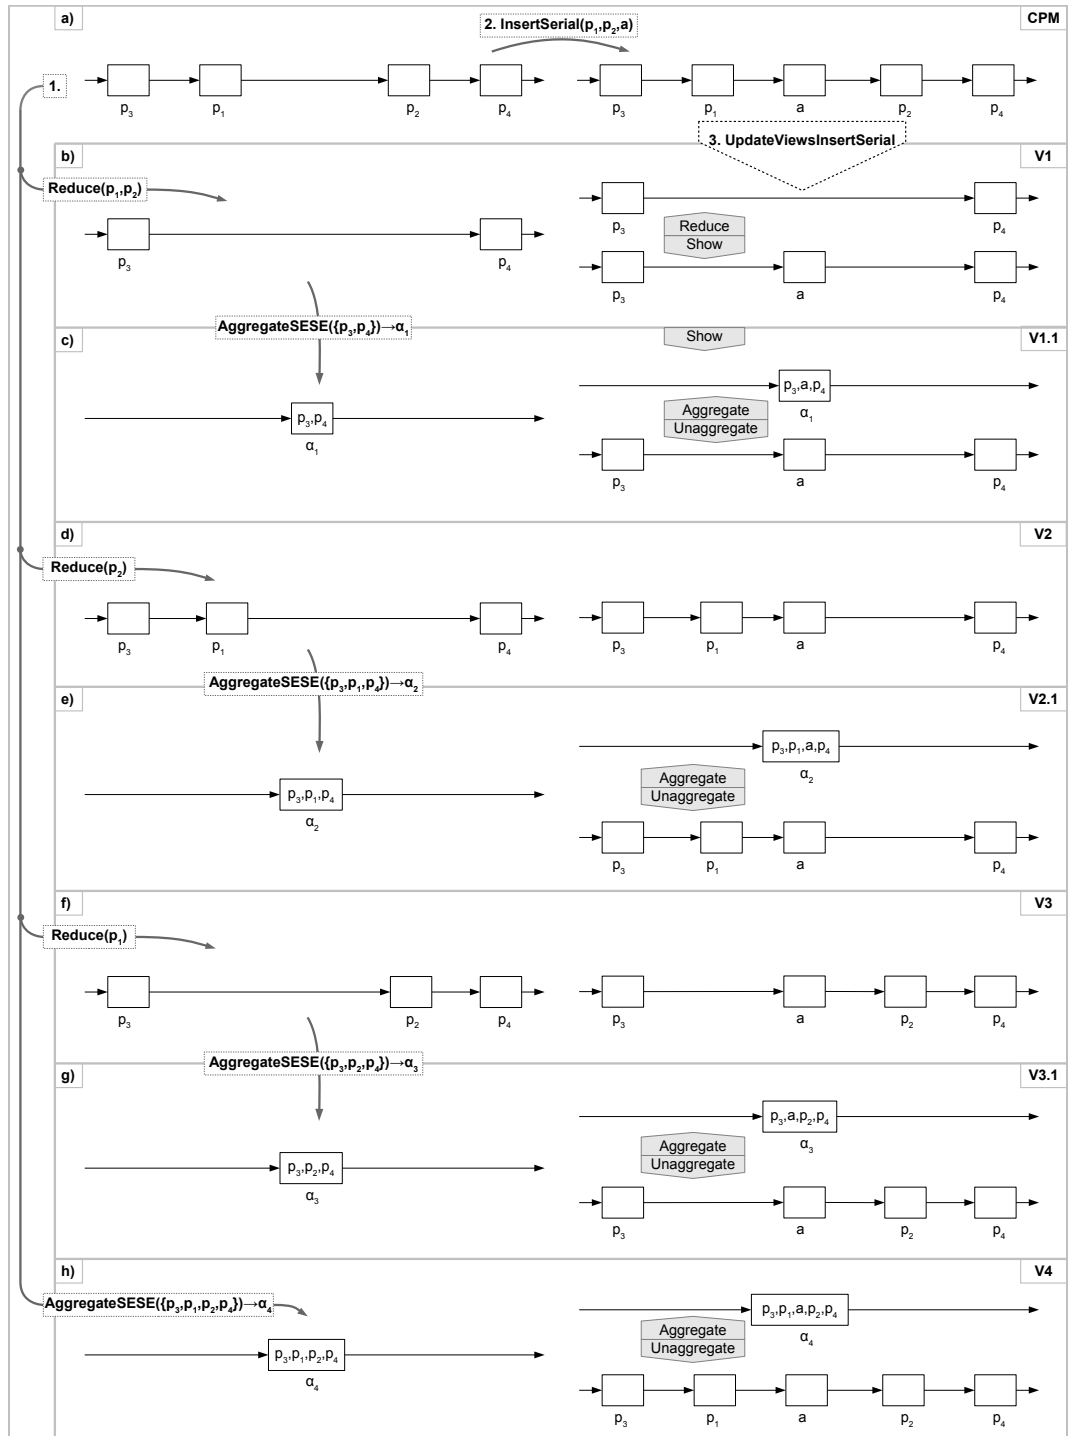 a)
2. InsertSerial(p₁,p₂,a)
CPM
1.
p₃ p₁ p₂ p₄ p₃ p₁ a p₂ p₄
3. UpdateViewsInsertSerial
b)
V1
Reduce(p₁,p₂)
p₃ p₄
Reduce
Show
p₃ p₄
p₃ a p₄
AggregateSESE({p₃,p₄})→α₁
c)
Show
V1.1
p₃,a,p₄
α₁
p₃,p₄
α₁
Aggregate
Unaggregate
p₃ a p₄
d)
V2
Reduce(p₂)
p₃ p₁ p₄ p₃ p₁ a p₄
AggregateSESE({p₃,p₁,p₄})→α₂
e)
V2.1
p₃,p₁,a,p₄
α₂
p₃,p₁,p₄
α₂
Aggregate
Unaggregate
p₃ p₁ a p₄
f)
V3
Reduce(p₁)
p₃ p₂ p₄ p₃ a p₂ p₄
AggregateSESE({p₃,p₂,p₄})→α₃
g)
V3.1
p₃,a,p₂,p₄
α₃
p₃,p₂,p₄
α₃
Aggregate
Unaggregate
p₃ a p₂ p₄
h)
V4
AggregateSESE({p₃,p₁,p₂,p₄})→α₄
p₃,p₁,a,p₂,p₄
α₄
p₃,p₁,p₂,p₄
α₄
Aggregate
Unaggregate
p₃ p₁ a p₂ p₄